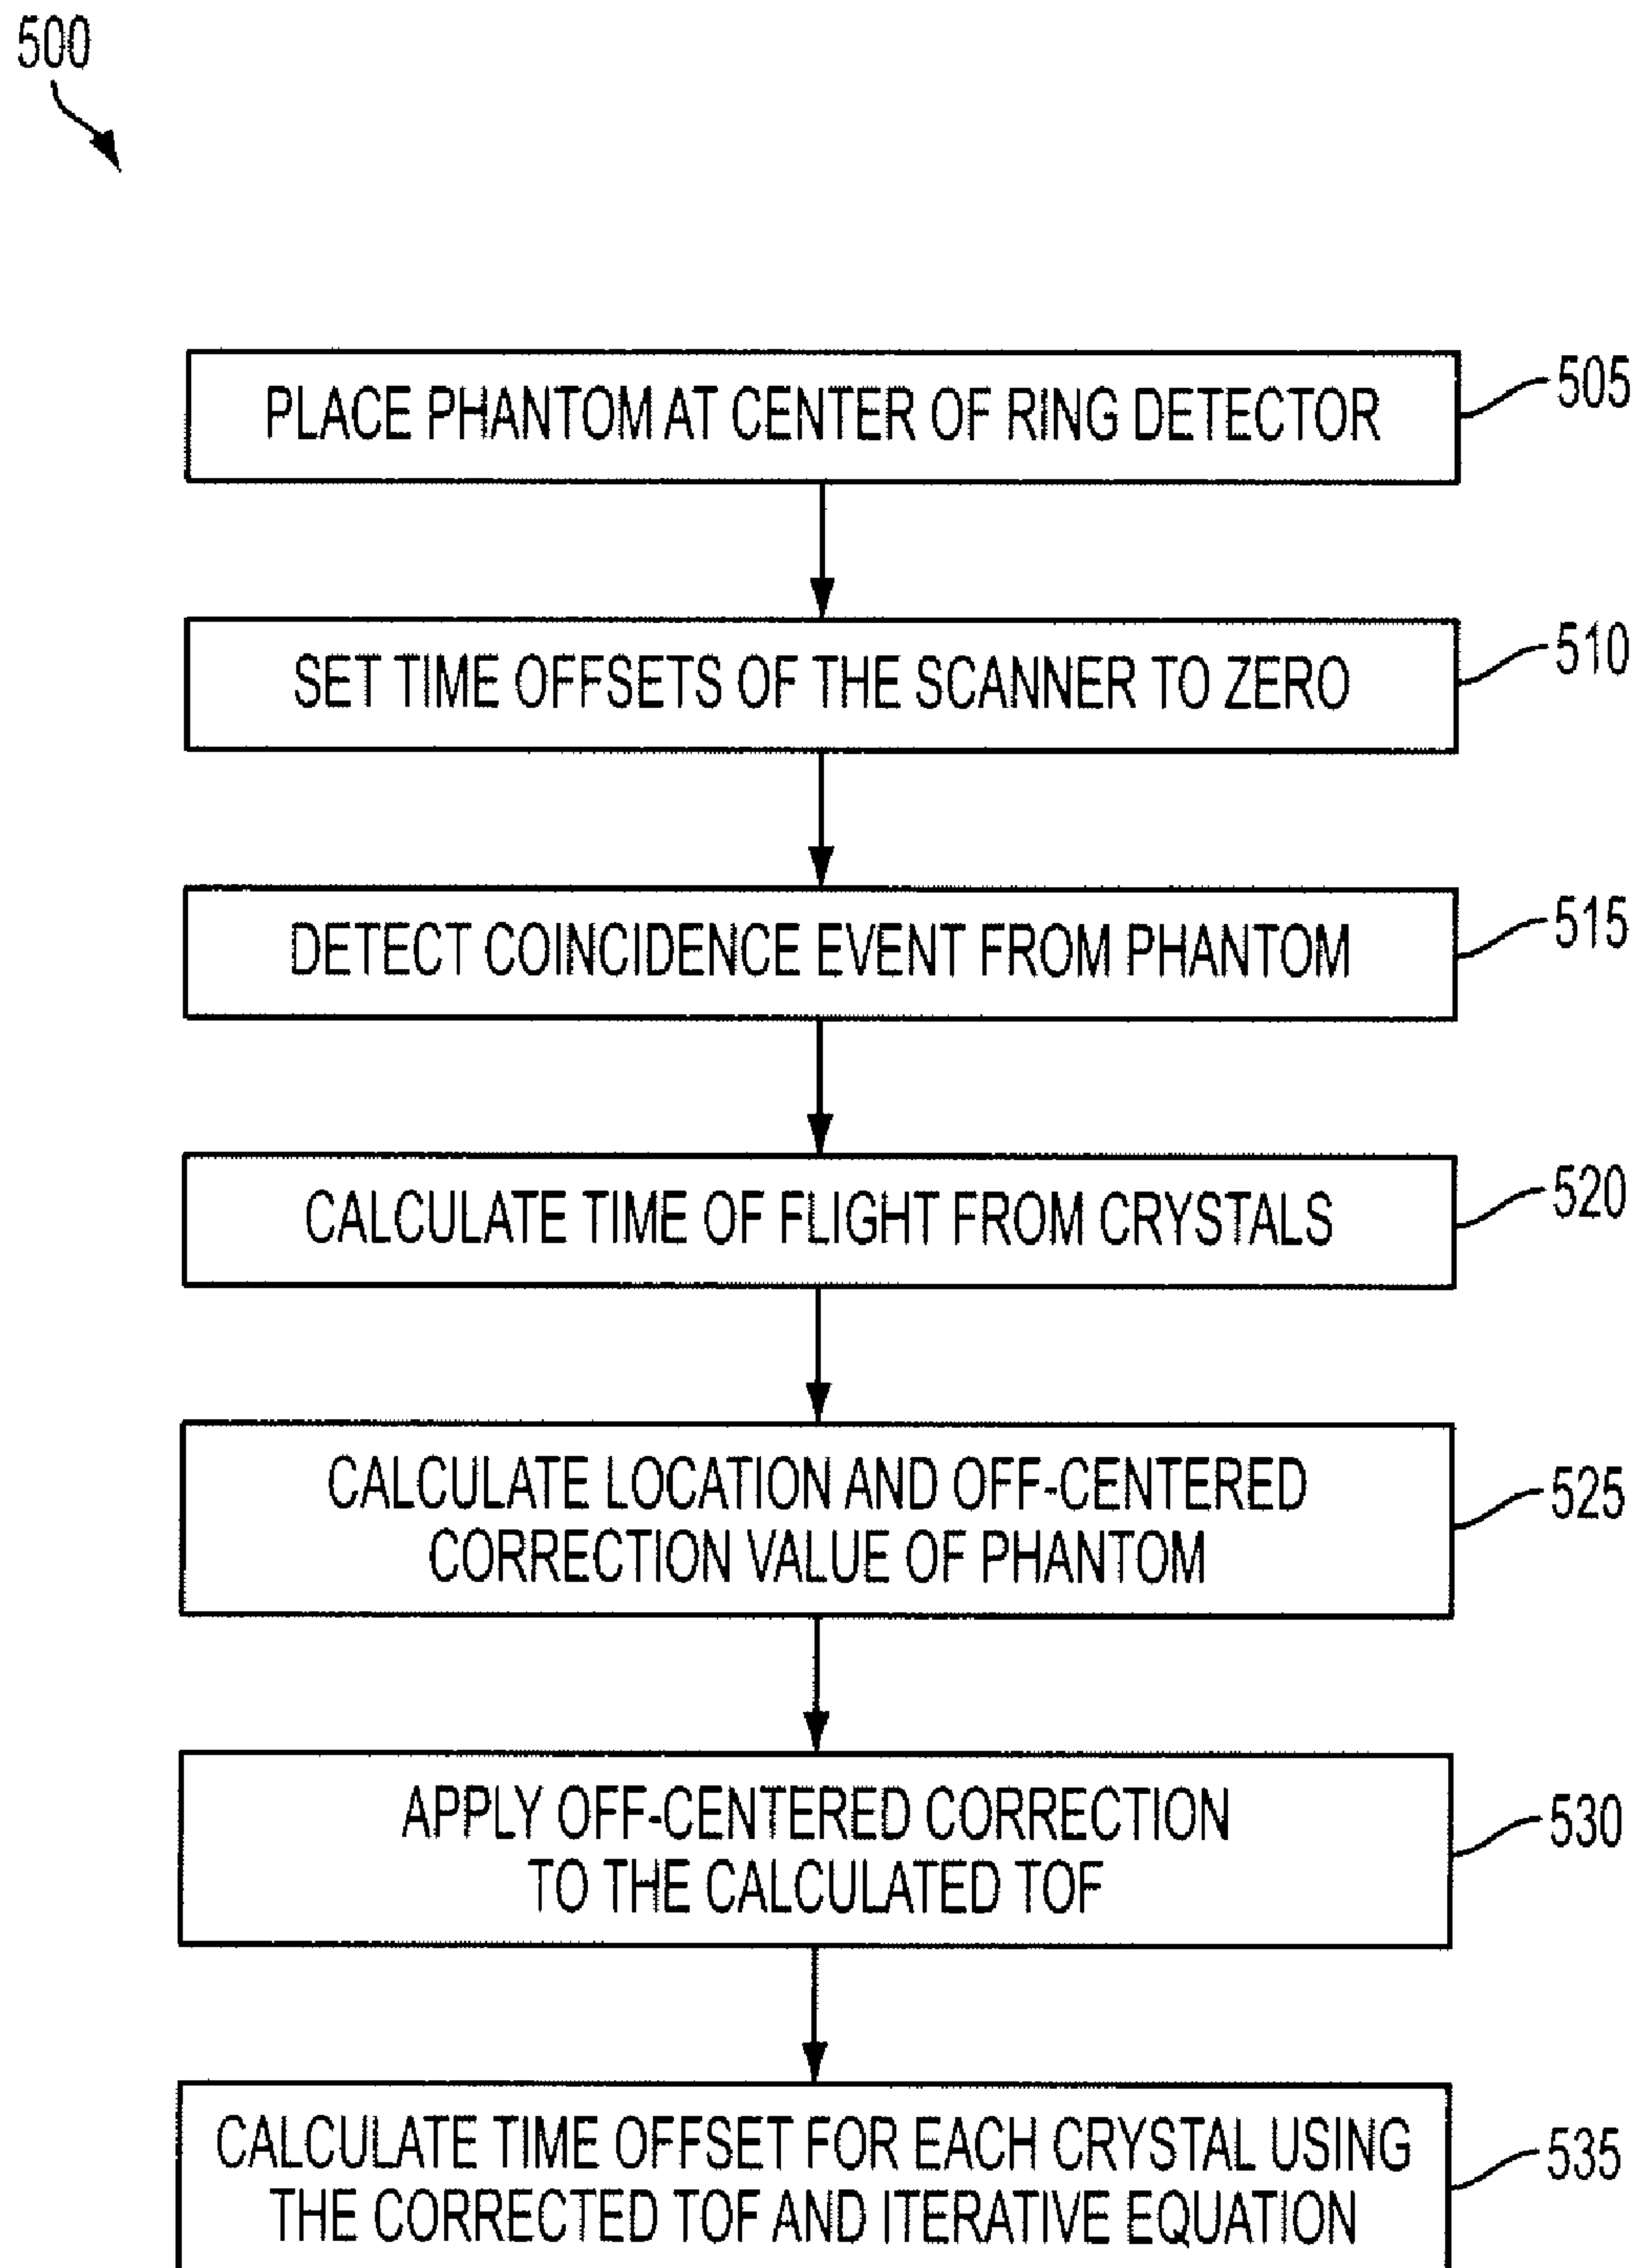 500
PLACE PHANTOM AT CENTER OF RING DETECTOR
505
SET TIME OFFSETS OF THE SCANNER TO ZERO
510
DETECT COINCIDENCE EVENT FROM PHANTOM
515
CALCULATE TIME OF FLIGHT FROM CRYSTALS
520
CALCULATE LOCATION AND OFF-CENTERED
CORRECTION VALUE OF PHANTOM
525
APPLY OFF-CENTERED CORRECTION
TO THE CALCULATED TOF
530
CALCULATE TIME OFFSET FOR EACH CRYSTAL USING
THE CORRECTED TOF AND ITERATIVE EQUATION
535